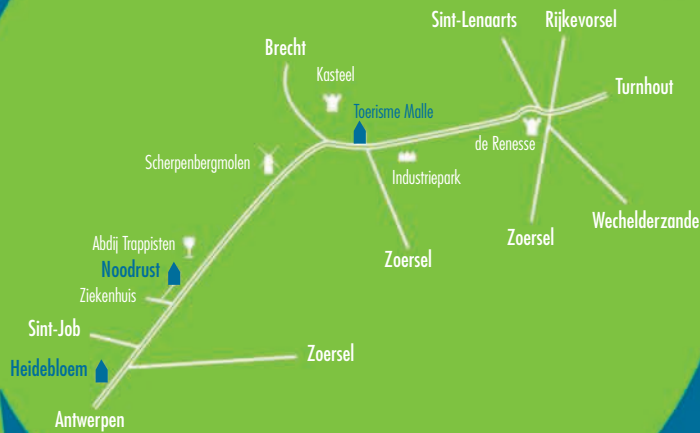 Sint-Lenaarts
Rijkevorsel
Brecht
Kasteel
Turnhout
Toerisme Malle
de Renesse
Scherpenbergmolen
Industriepark
Wechelderzande
Zoersel
Abdij Trappisten
Zoersel
Noodrust
Ziekenhuis
Sint-Job
Zoersel
Heidebloem
Antwerpen